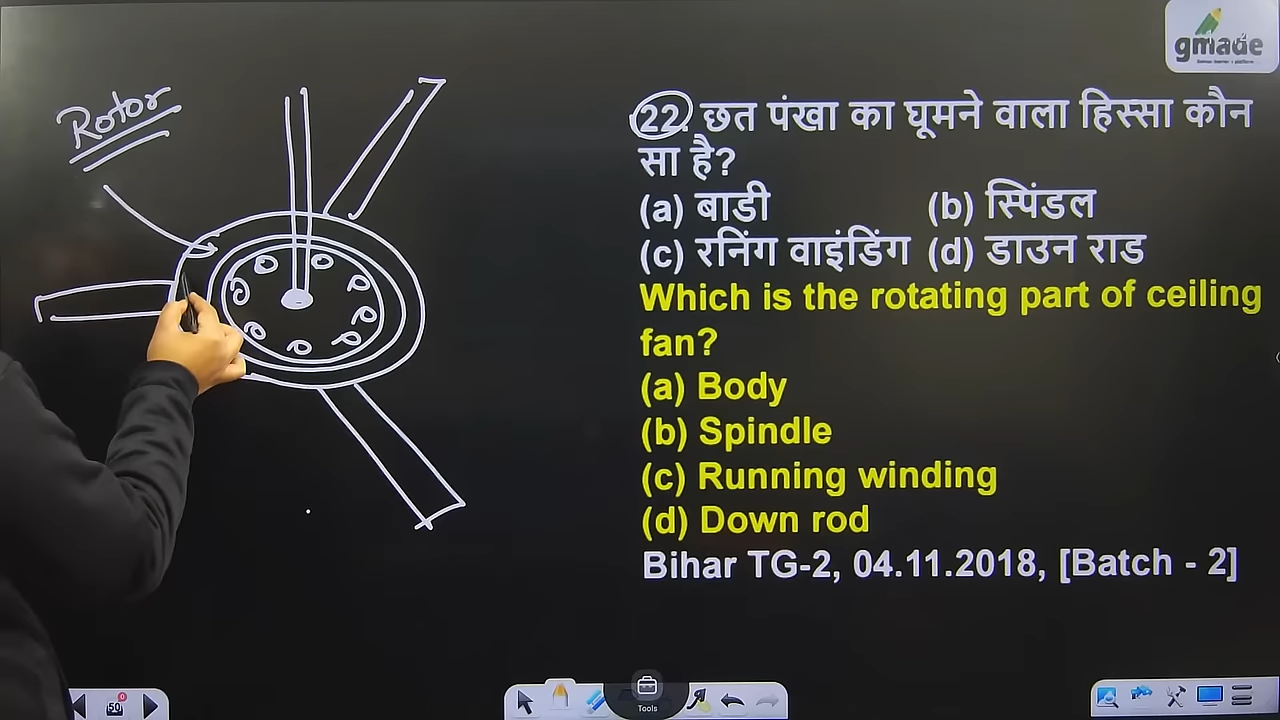 Rotor
gmade
22. छत पंखा का घूमने वाला हिस्सा कौन
सा है?
(a) बाडी (b) स्पिंडल
(c) रनिंग वाइंडिंग (d) डाउन राड
Which is the rotating part of ceiling
fan?
(a) Body
(b) Spindle
(c) Running winding
(d) Down rod
Bihar TG-2, 04.11.2018, [Batch - 2]
50
0
Tools